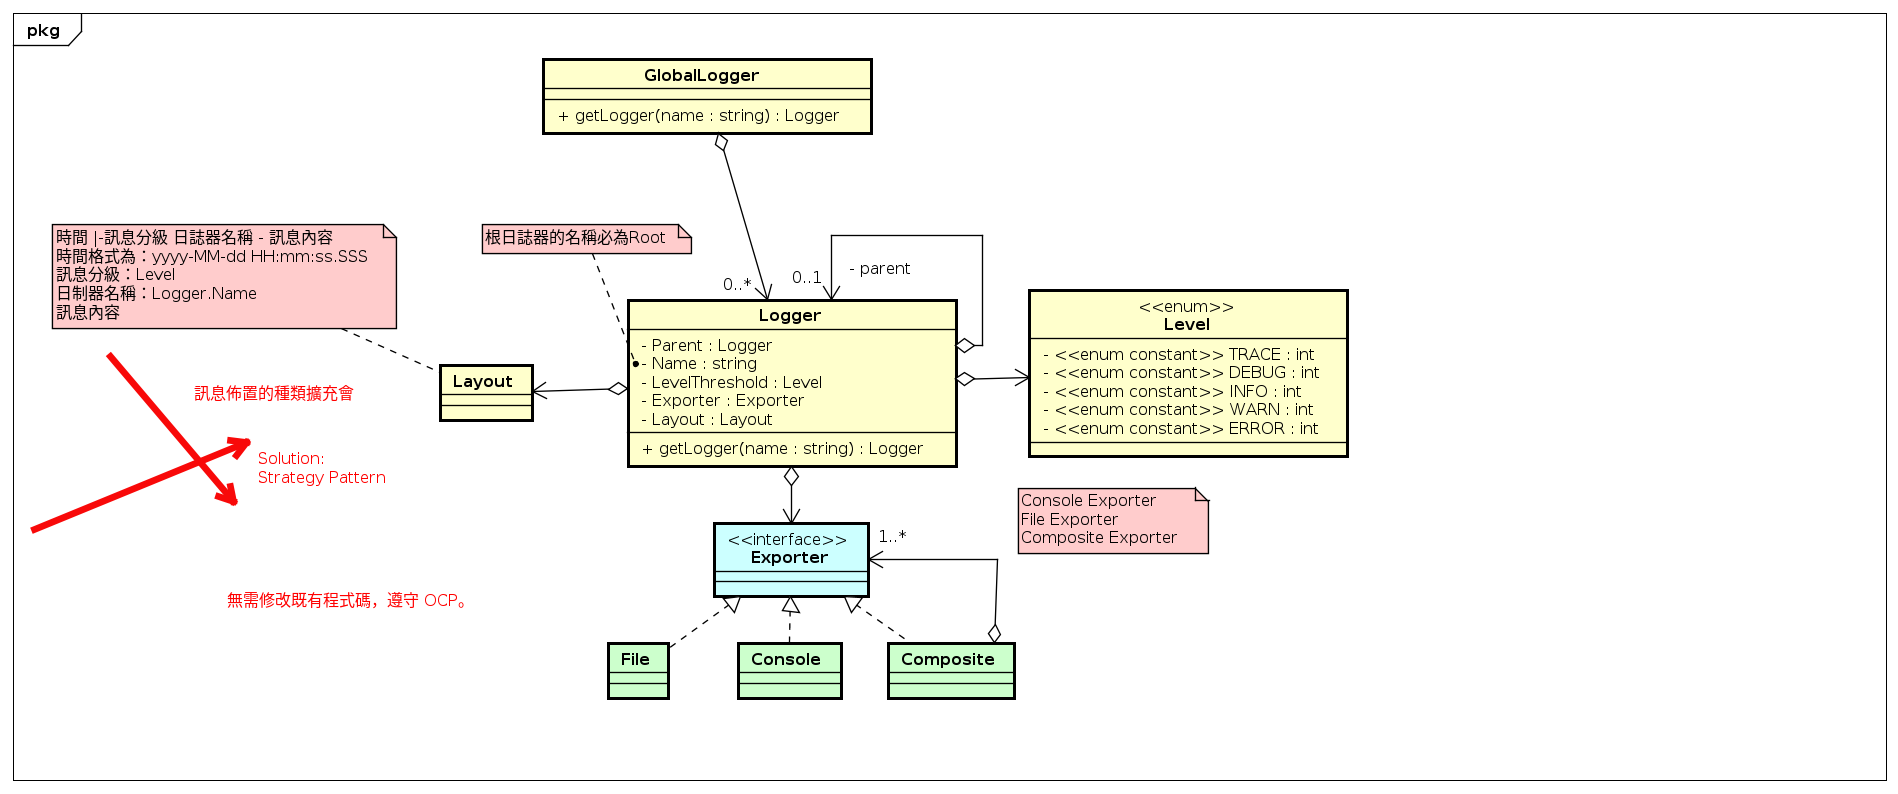 pkg
GlobalLogger
+ getLogger(name : string) : Logger
時間 |-訊息分級 日誌器名稱 - 訊息內容
時間格式為：yyyy-MM-dd HH:mm:ss.SSS
訊息分級：Level
日制器名稱：Logger.Name
訊息內容
根日誌器的名稱必為Root
0..*
0..1
- parent
Logger
- Parent : Logger
- Name : string
- LevelThreshold : Level
- Exporter : Exporter
- Layout : Layout
+ getLogger(name : string) : Logger
<<enum>>
Level
- <<enum constant>> TRACE : int
- <<enum constant>> DEBUG : int
- <<enum constant>> INFO : int
- <<enum constant>> WARN : int
- <<enum constant>> ERROR : int
Layout
訊息佈置的種類擴充會
Solution:
Strategy Pattern
Console Exporter
File Exporter
Composite Exporter
<<interface>>
Exporter
1..*
無需修改既有程式碼，遵守 OCP。
File
Console
Composite